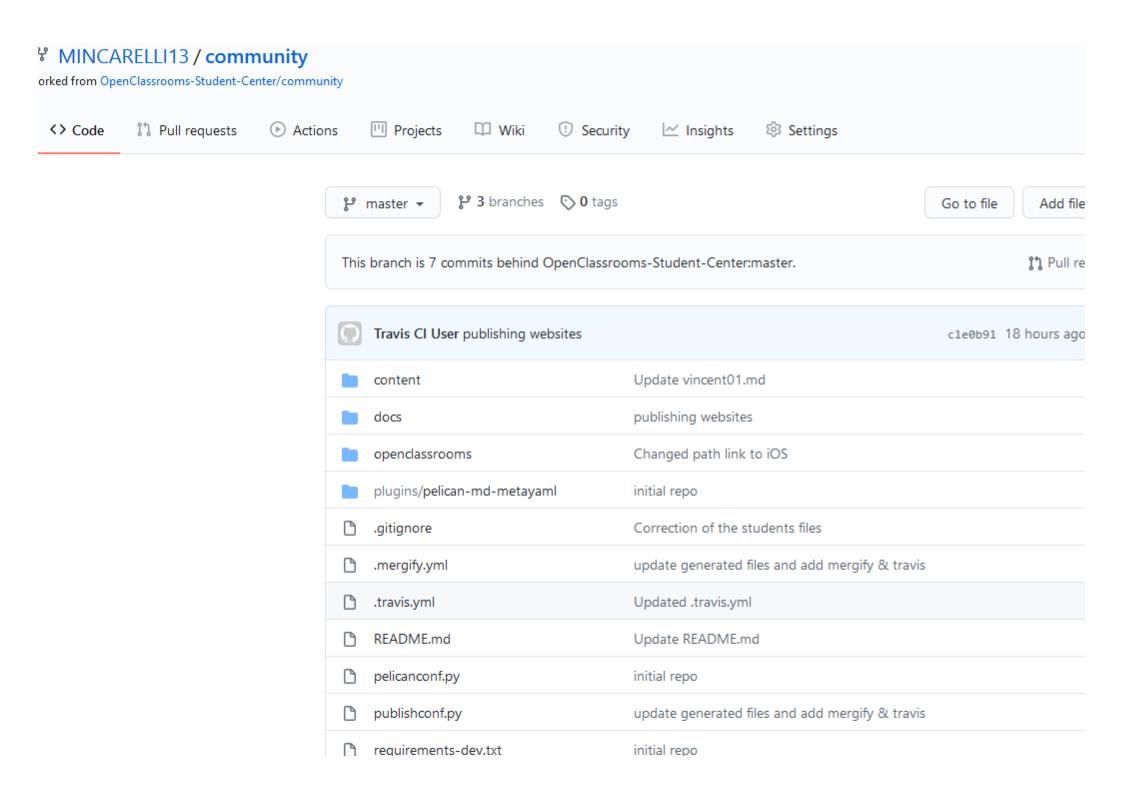 MINCARELLI13 / community
orked from OpenClassrooms-Student-Center/community
Code Pull requests Actions Projects Wiki Security Insights Settings
master 3 branches 0 tags Go to file Add file
This branch is 7 commits behind OpenClassrooms-Student-Center:master. Pull re
Travis CI User publishing websites c1e0b91 18 hours ago
content Update vincent01.md
docs publishing websites
openclassrooms Changed path link to iOS
plugins/pelican-md-metayaml initial repo
.gitignore Correction of the students files
.mergify.yml update generated files and add mergify & travis
.travis.yml Updated .travis.yml
README.md Update README.md
pelicanconf.py initial repo
publishconf.py update generated files and add mergify & travis
requirements-dev.txt initial repo